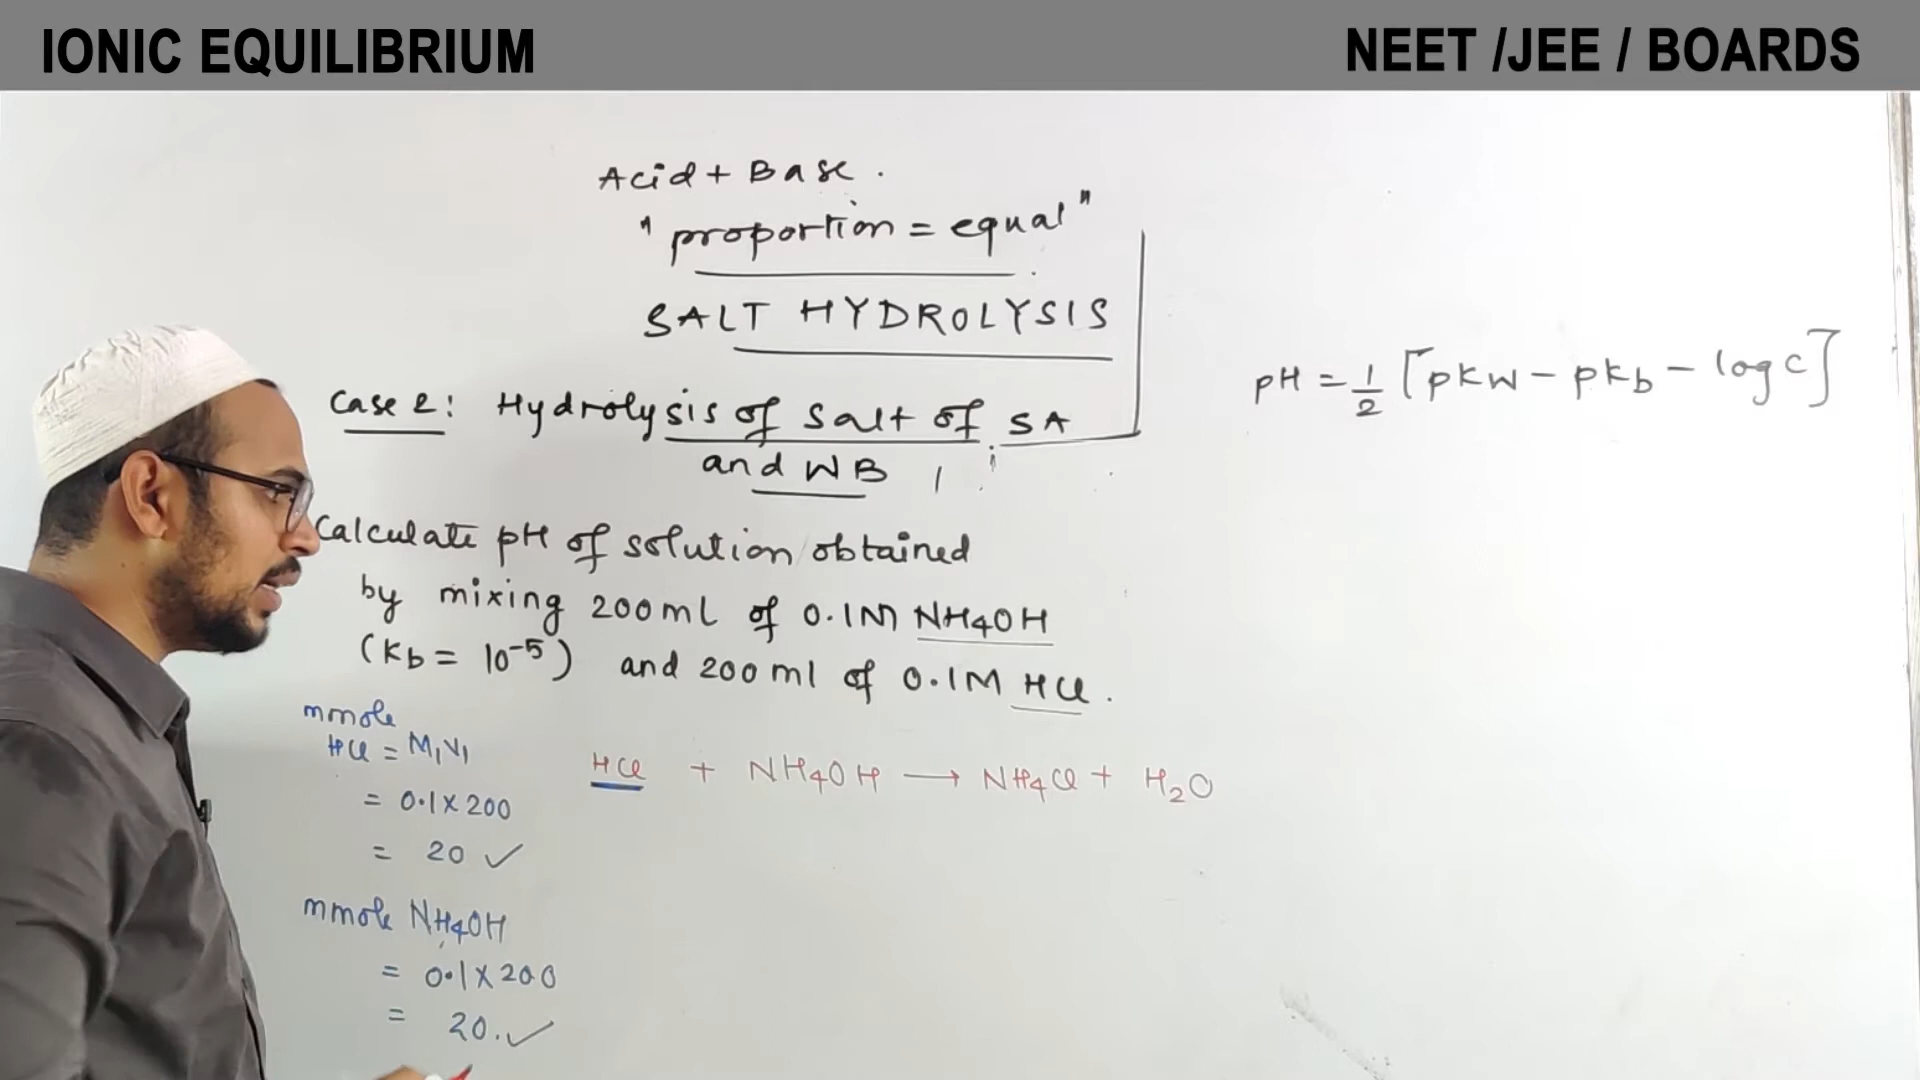 IONIC EQUILIBRIUM
NEET /JEE / BOARDS
Acid + Base.
"proportion = equal"
SALT HYDROLYSIS
pH = 1/2 [pKw - pKb - log C]
Case 2: Hydrolysis of salt of SA
and WB
Calculate pH of solution obtained
by mixing 200ml of 0.1M NH4OH
(Kb = 10⁻⁵) and 200ml of 0.1M HCl.
mmole
HCl = M₁V₁
= 0.1 × 200
= 20 ✓
HCl + NH4OH → NH4Cl + H₂O
mmole NH4OH
= 0.1 × 200
= 20. ✓